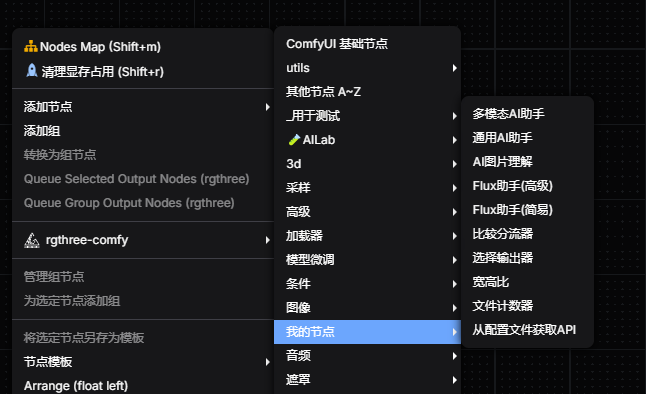 Nodes Map (Shift+m)
清理显存占用 (Shift+r)
添加节点
添加组
转换为组节点
Queue Selected Output Nodes (rgthree)
Queue Group Output Nodes (rgthree)
rgthree-comfy
管理组节点
为选定节点添加组
将选定节点另存为模板
节点模板
Arrange (float left)
ComfyUI 基础节点
utils
其他节点 A~Z
_用于测试
AILab
3d
采样
高级
加载器
模型微调
条件
图像
我的节点
音频
遮罩
多模态AI助手
通用AI助手
AI图片理解
Flux助手(高级)
Flux助手(简易)
比较分流器
选择输出器
宽高比
文件计数器
从配置文件获取API